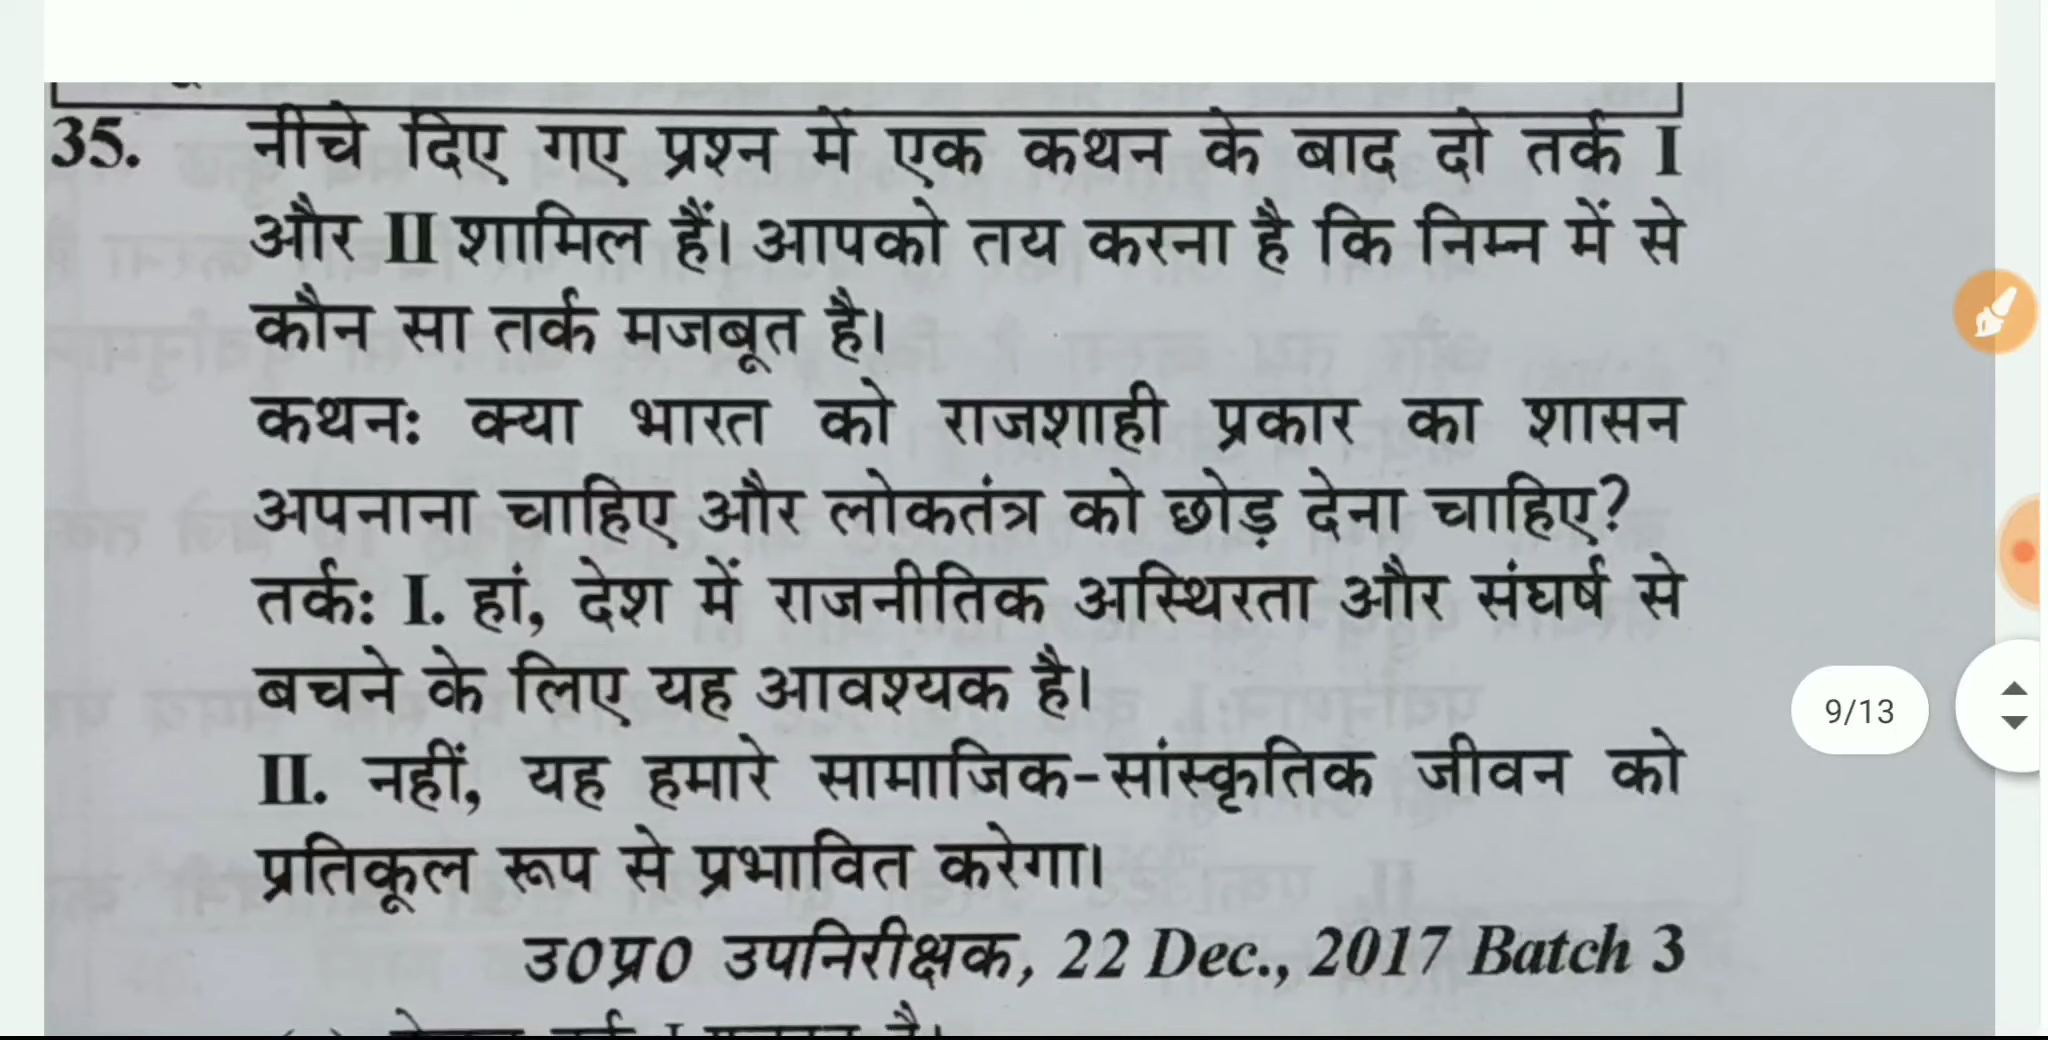 35. नीचे दिए गए प्रश्न में एक कथन के बाद दो तर्क I
और II शामिल हैं। आपको तय करना है कि निम्न में से
कौन सा तर्क मजबूत है।
कथन: क्या भारत को राजशाही प्रकार का शासन
अपनाना चाहिए और लोकतंत्र को छोड़ देना चाहिए?
तर्क: I. हां, देश में राजनीतिक अस्थिरता और संघर्ष से
बचने के लिए यह आवश्यक है।
9/13
II. नहीं, यह हमारे सामाजिक-सांस्कृतिक जीवन को
प्रतिकूल रूप से प्रभावित करेगा।
उ0प्र0 उपनिरीक्षक, 22 Dec., 2017 Batch 3